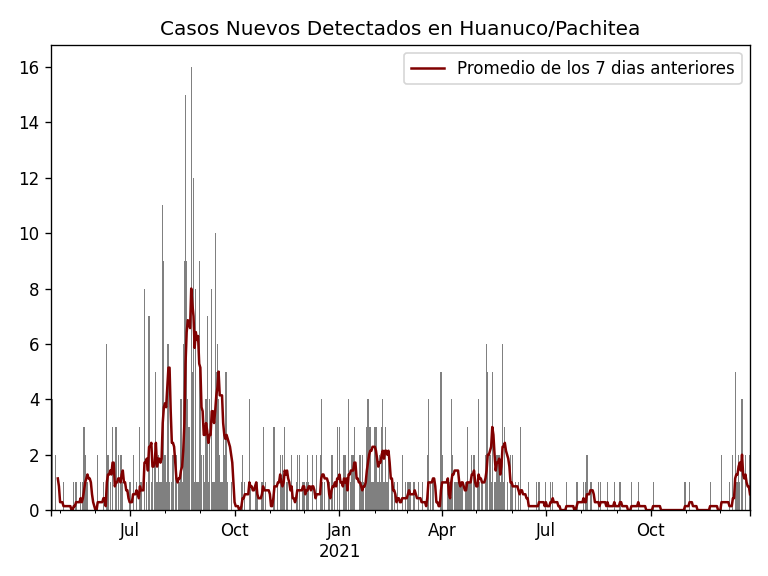 Casos Nuevos Detectados en Huanuco/Pachitea
Promedio de los 7 dias anteriores
16
14
12
10
8
6
4
2
0
Jul
Oct
Jan
2021
Apr
Jul
Oct